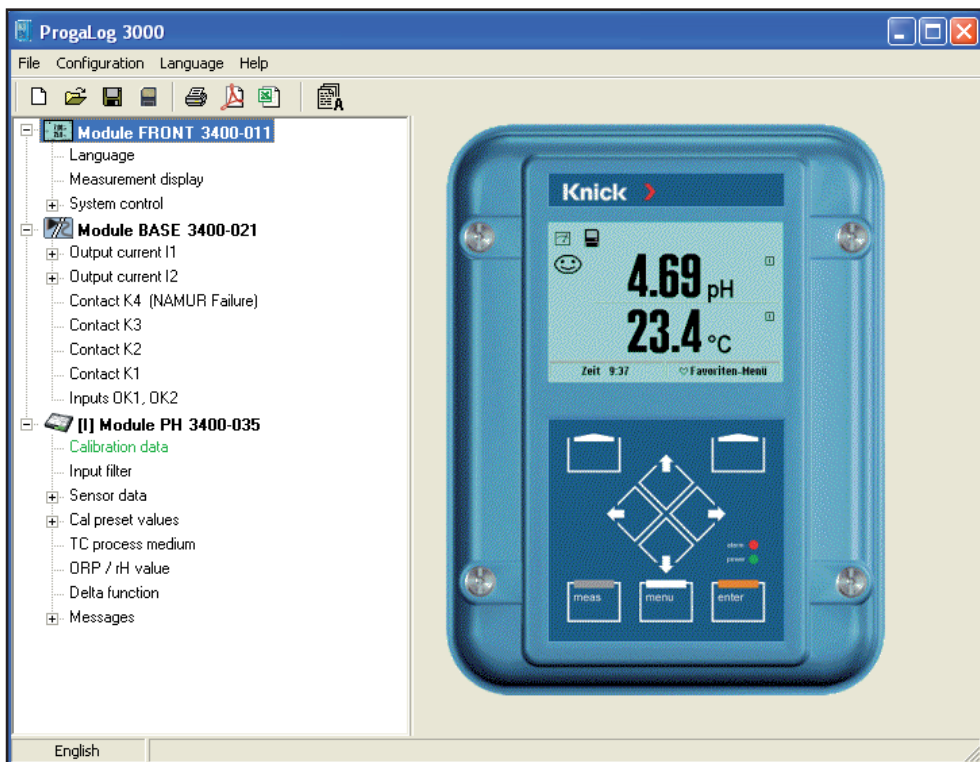 ProgaLog 3000
File Configuration Language Help
A
Module FRONT 3400-011
Language
Measurement display
System control
Module BASE 3400-021
Output current I1
Output current I2
Contact K4 (NAMUR Failure)
Contact K3
Contact K2
Contact K1
Inputs OK1, OK2
[I] Module PH 3400-035
Calibration data
Input filter
Sensor data
Cal preset values
TC process medium
ORP / rH value
Delta function
Messages
Knick
4.69 pH
23.4 °C
Zeit 9:37 Favoriten-Menü
alarm
power
meas menu enter
English